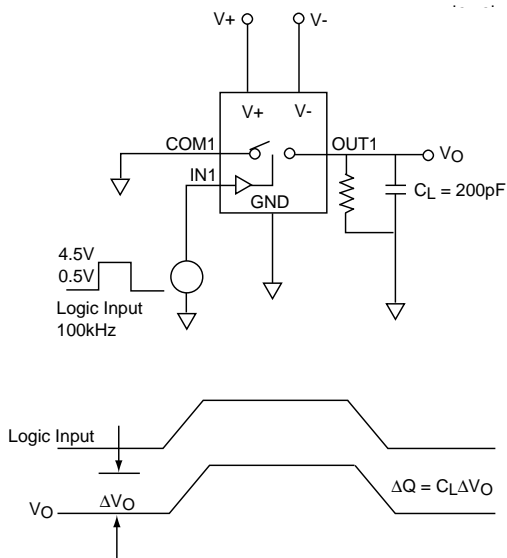 V+ V-
V+ V-
COM1 OUT1 VO
IN1
GND
CL = 200pF
4.5V
0.5V
Logic Input
100kHz
Logic Input
ΔVO
VO
ΔQ = CLΔVO